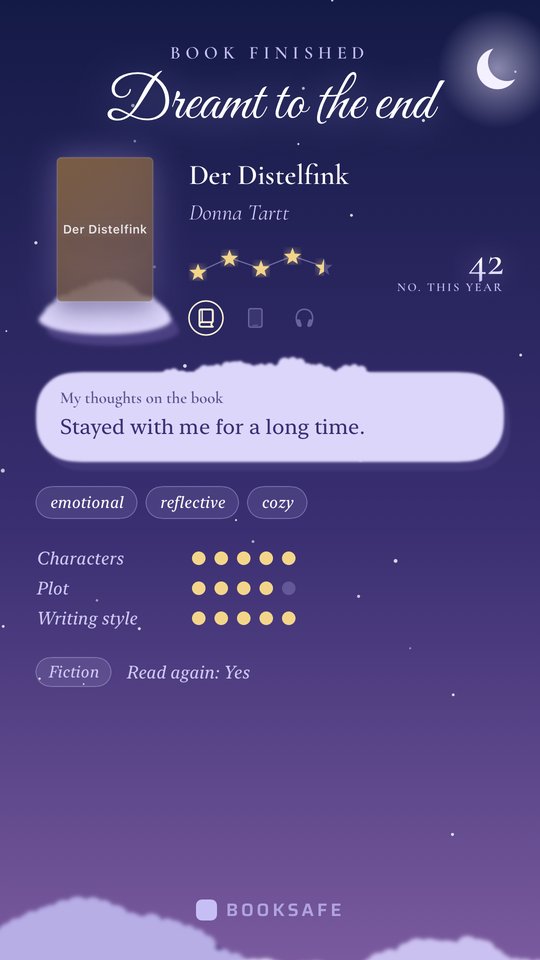 BOOK FINISHED
Dreamt to the end
Der Distelfink
Der Distelfink
Donna Tartt
42
NO. THIS YEAR
My thoughts on the book
Stayed with me for a long time.
emotional reflective cozy
Characters
Plot
Writing style
Fiction Read again: Yes
BOOKSAFE